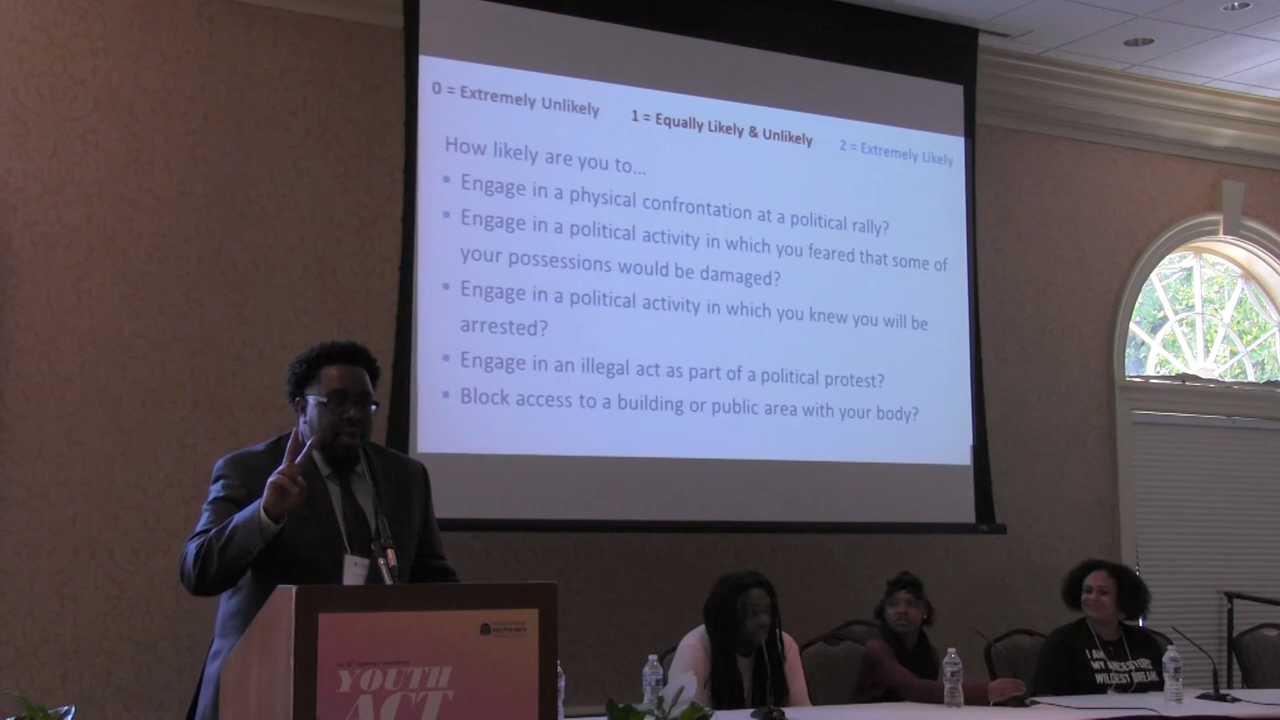 0 = Extremely Unlikely
1 = Equally Likely & Unlikely
2 = Extremely Likely
How likely are you to...
Engage in a physical confrontation at a political rally?
Engage in a political activity in which you feared that some of
your possessions would be damaged?
Engage in a political activity in which you knew you will be
arrested?
Engage in an illegal act as part of a political protest?
Block access to a building or public area with your body?
YOUTH
ACT
I AM
MY ANCESTORS'
WILDEST DREAM.